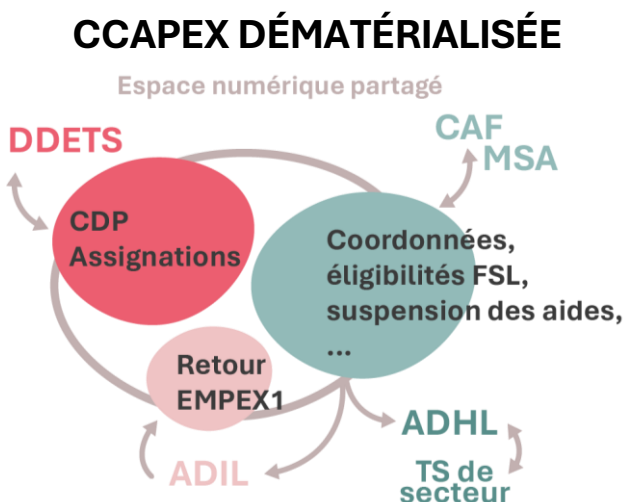 CCAPEX DÉMATÉRIALISÉE
Espace numérique partagé
DDETS
CAF
MSA
CDP
Assignations
Coordonnées,
éligibilités FSL,
suspension des aides,
...
Retour
EMPEX1
ADHL
ADIL
TS de
secteur